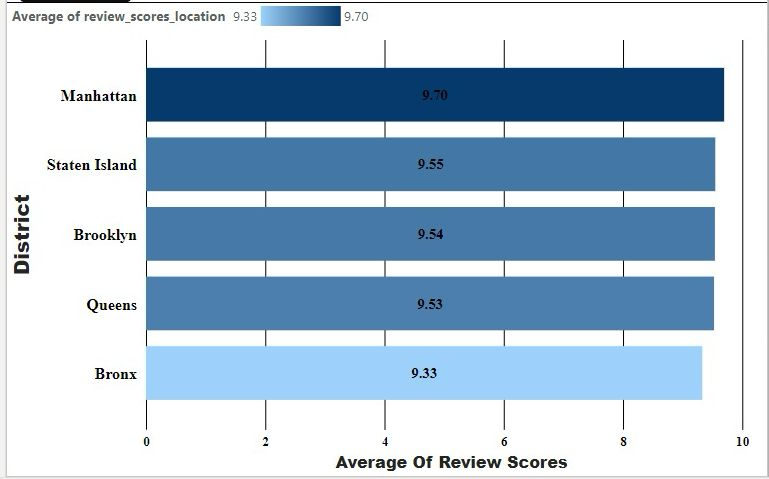 Average of review_scores_location 9.33 9.70
Manhattan 9.70
Staten Island 9.55
Brooklyn 9.54
Queens 9.53
Bronx 9.33
0 2 4 6 8 10
Average Of Review Scores
District